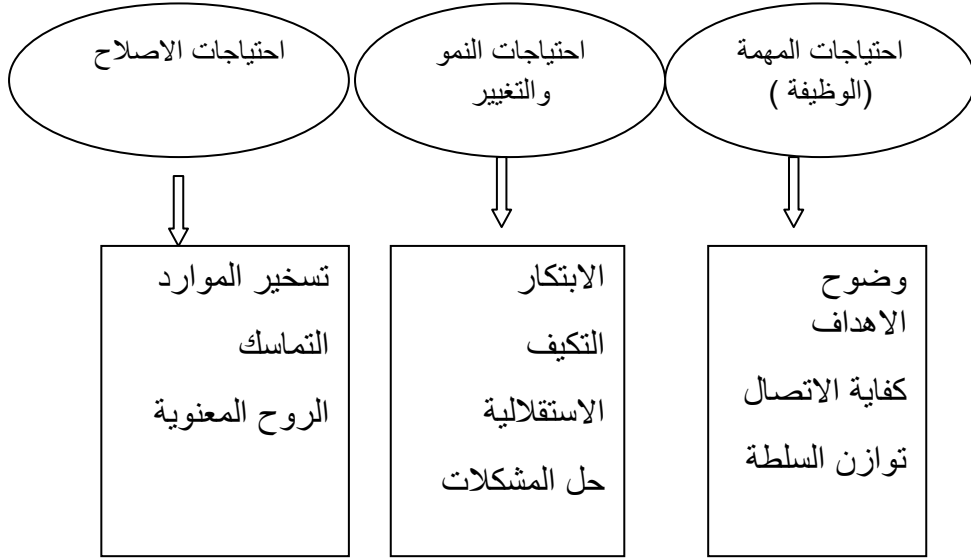 احتياجات المهمة
(الوظيفة )
احتياجات النمو
والتغيير
احتياجات الاصلاح
وضوح
الاهداف
كفاية الاتصال
توازن السلطة
الابتكار
التكيف
الاستقلالية
حل المشكلات
تسخير الموارد
التماسك
الروح المعنوية